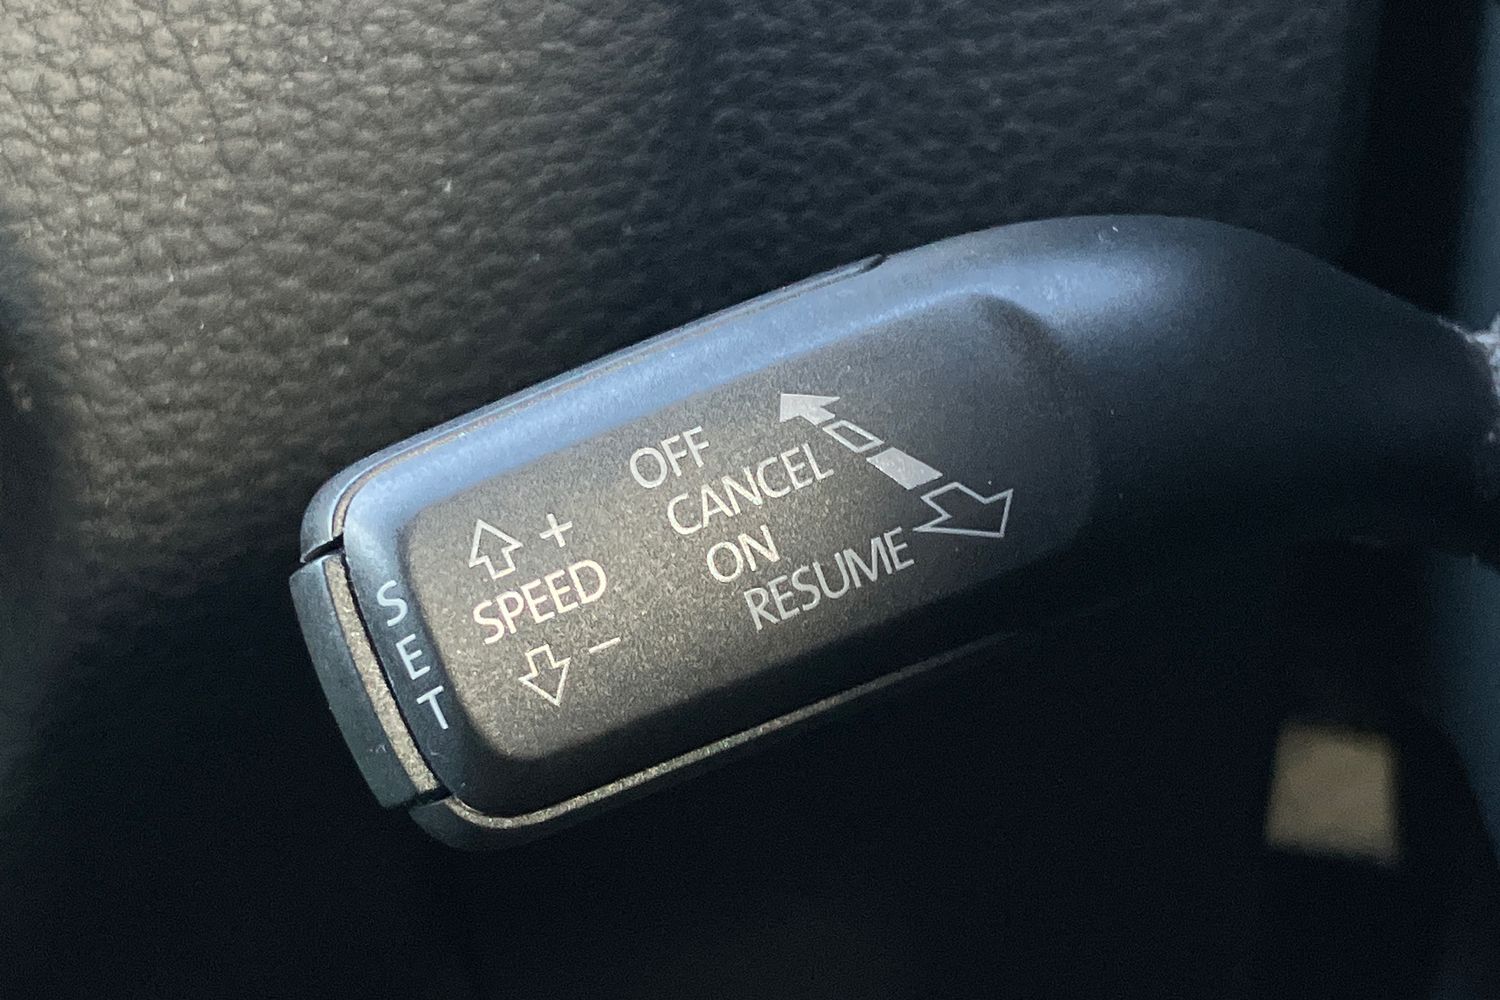 OFF
CANCEL
ON
RESUME
+
SPEED
−
SET